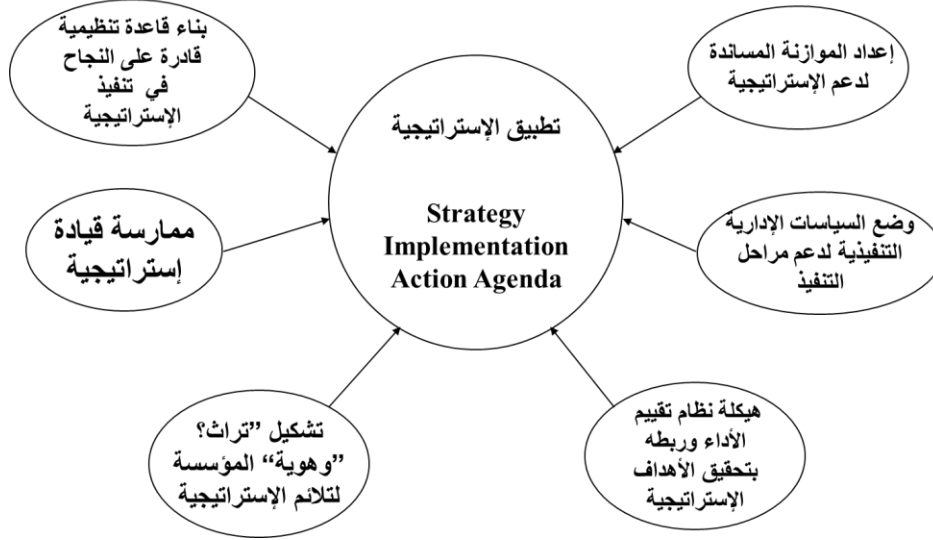 بناء قاعدة تنظيمية
قادرة على النجاح
في تنفيذ
الإستراتيجية
إعداد الموازنة المساندة
لدعم الإستراتيجية
تطبيق الإستراتيجية
Strategy
Implementation
Action Agenda
ممارسة قيادة
إستراتيجية
وضع السياسات الإدارية
التنفيذية لدعم مراحل
التنفيذ
تشكيل ”تراث؟
”وهوية“ المؤسسة
لتلائم الإستراتيجية
هيكلة نظام تقييم
الأداء وربطه
بتحقيق الأهداف
الإستراتيجية